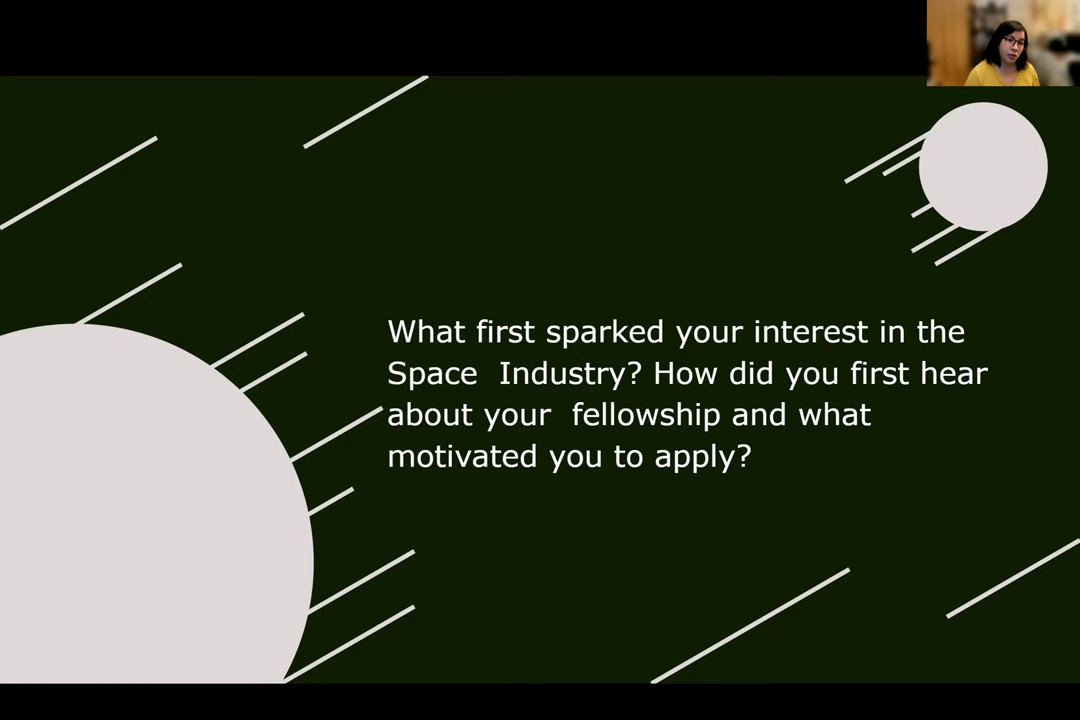 What first sparked your interest in the
Space  Industry? How did you first hear
about your  fellowship and what
motivated you to apply?